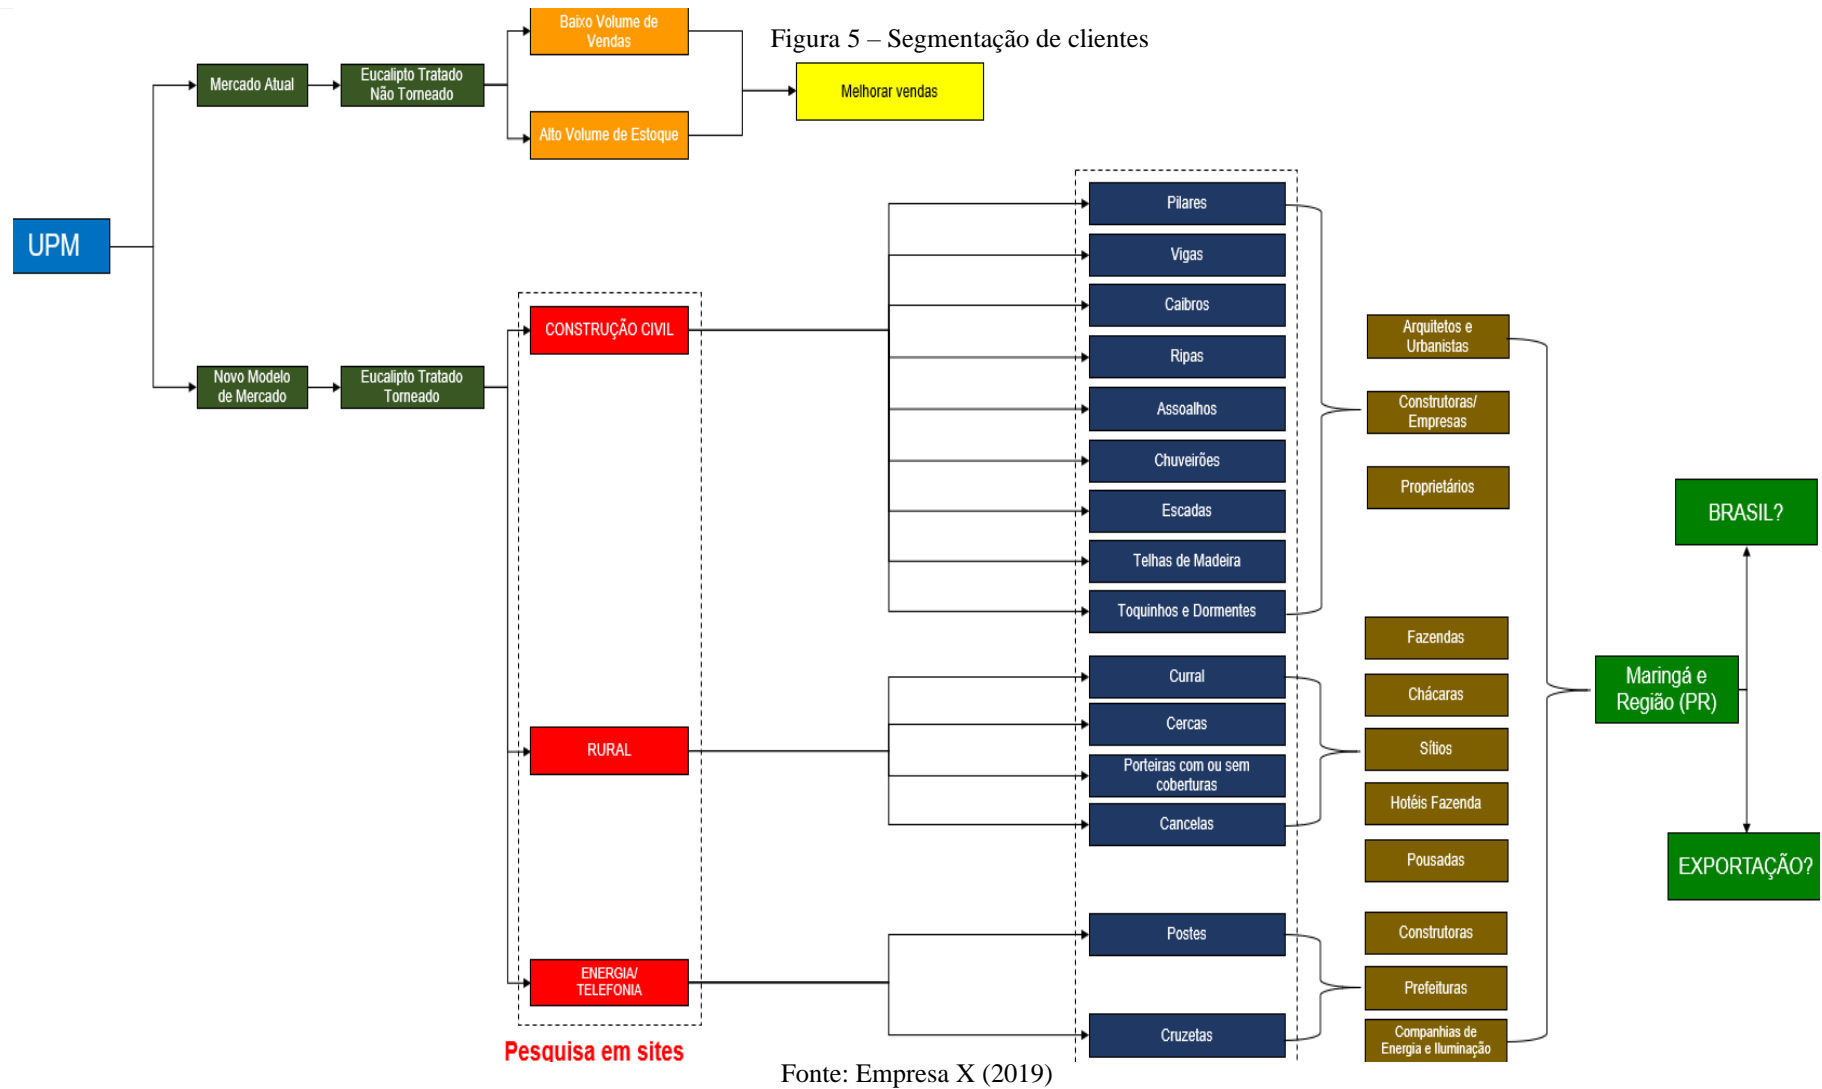 Figura 5 – Segmentação de clientes
Baixo Volume de
Vendas
Mercado Atual
Eucalipto Tratado
Não Torneado
Melhorar vendas
Alto Volume de Estoque
UPM
Novo Modelo
de Mercado
Eucalipto Tratado
Torneado
CONSTRUÇÃO CIVIL
Pilares
Vigas
Caibros
Ripas
Assoalhos
Chuveirões
Escadas
Telhas de Madeira
Toquinhos e Dormentes
Arquitetos e
Urbanistas
Construtoras/
Empresas
Proprietários
RURAL
Curral
Cercas
Porteiras com ou sem
coberturas
Cancelas
Fazendas
Chácaras
Sítios
Hotéis Fazenda
Pousadas
ENERGIA/
TELEFONIA
Postes
Cruzetas
Construtoras
Prefeituras
Companhias de
Energia e Iluminação
Maringá e
Região (PR)
BRASIL?
EXPORTAÇÃO?
Pesquisa em sites
Fonte: Empresa X (2019)